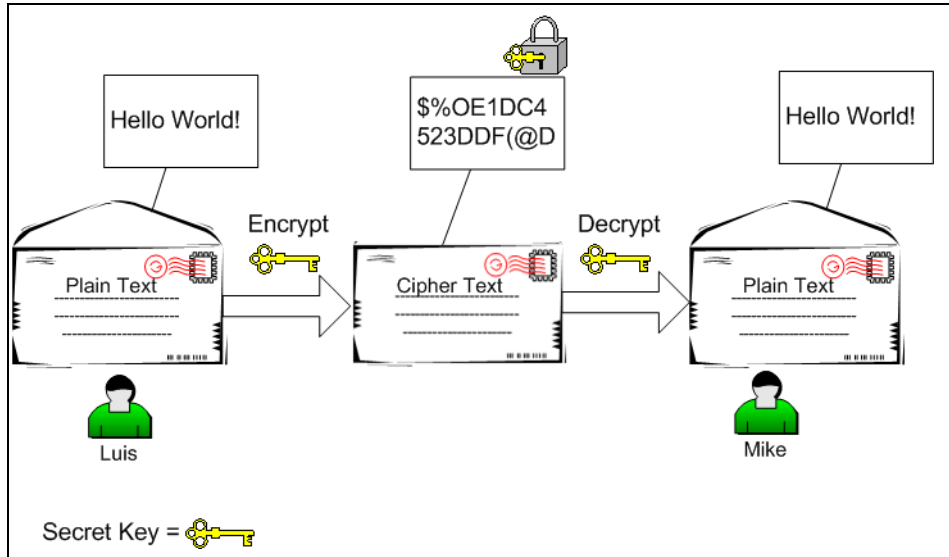 Hello World!
$%OE1DC4
523DDF(@D
Hello World!
Encrypt
Decrypt
Plain Text
Cipher Text
Plain Text
Luis
Mike
Secret Key =